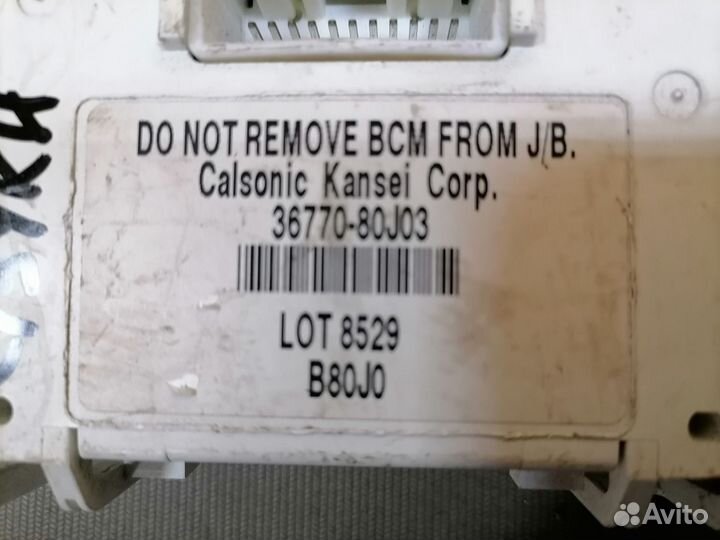 DO NOT REMOVE BCM FROM J/B.
Calsonic Kansei Corp.
36770-80J03
LOT 8529
B80J0
Avito